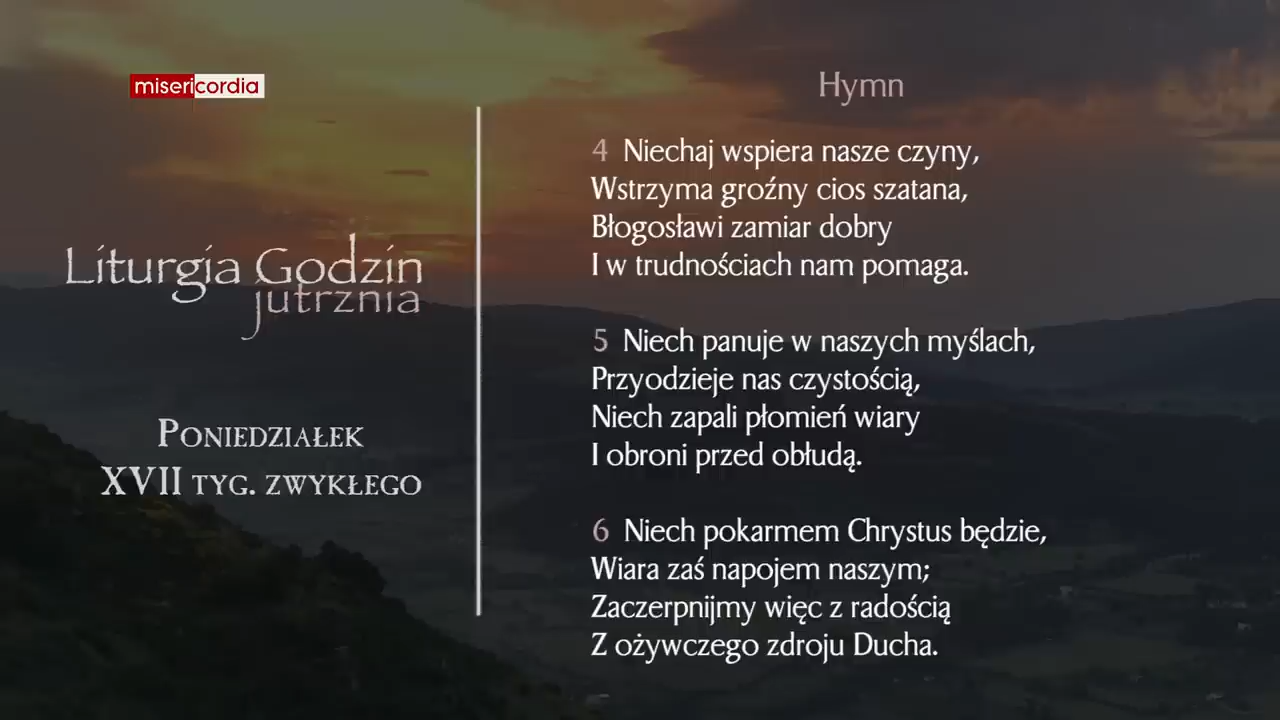 misericordia
Liturgia Godzin
jutrznia
Poniedziałek
XVII tyg. zwykłego
Hymn
4 Niechaj wspiera nasze czyny,
Wstrzyma groźny cios szatana,
Błogosławi zamiar dobry
I w trudnościach nam pomaga.
5 Niech panuje w naszych myślach,
Przyodzieje nas czystością,
Niech zapali płomień wiary
I obroni przed obłudą.
6 Niech pokarmem Chrystus będzie,
Wiara zaś napojem naszym;
Zaczerpnijmy więc z radością
Z ożywczego zdroju Ducha.